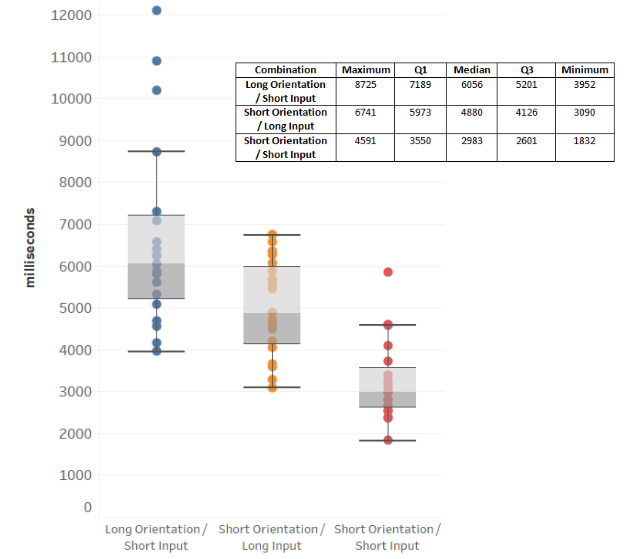 12000
11000
10000
9000
8000
7000
6000
5000
4000
3000
2000
1000
0
milliseconds
Combination Maximum Q1 Median Q3 Minimum
Long Orientation 8725 7189 6056 5201 3952
/ Short Input
Short Orientation 6741 5973 4880 4126 3090
/ Long Input
Short Orientation 4591 3550 2983 2601 1832
/ Short Input
Long Orientation / Short Orientation / Short Orientation /
Short Input Long Input Short Input